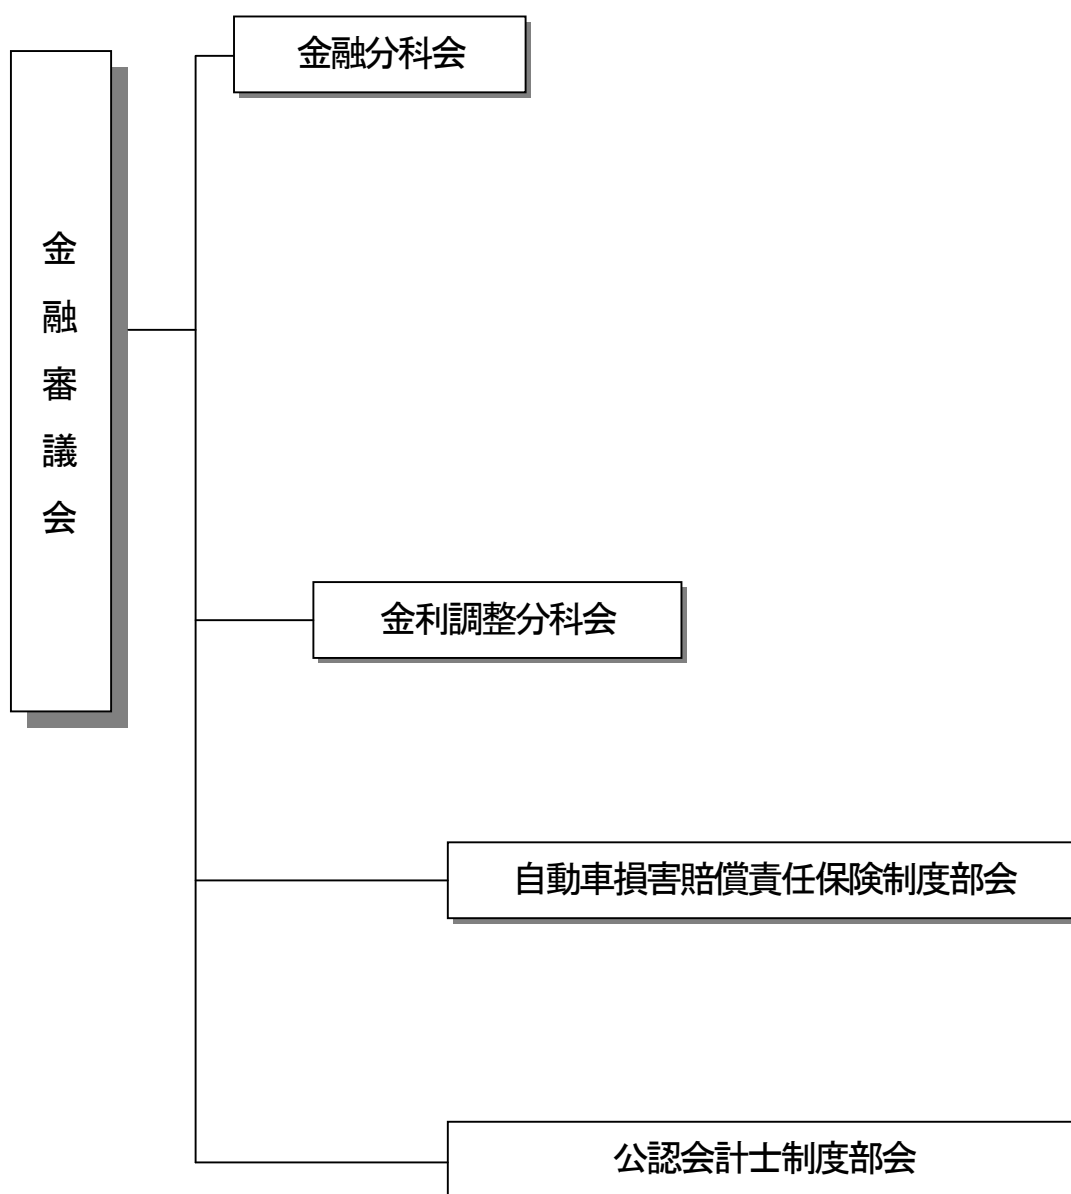 金融審議会
金融分科会
金利調整分科会
自動車損害賠償責任保険制度部会
公認会計士制度部会